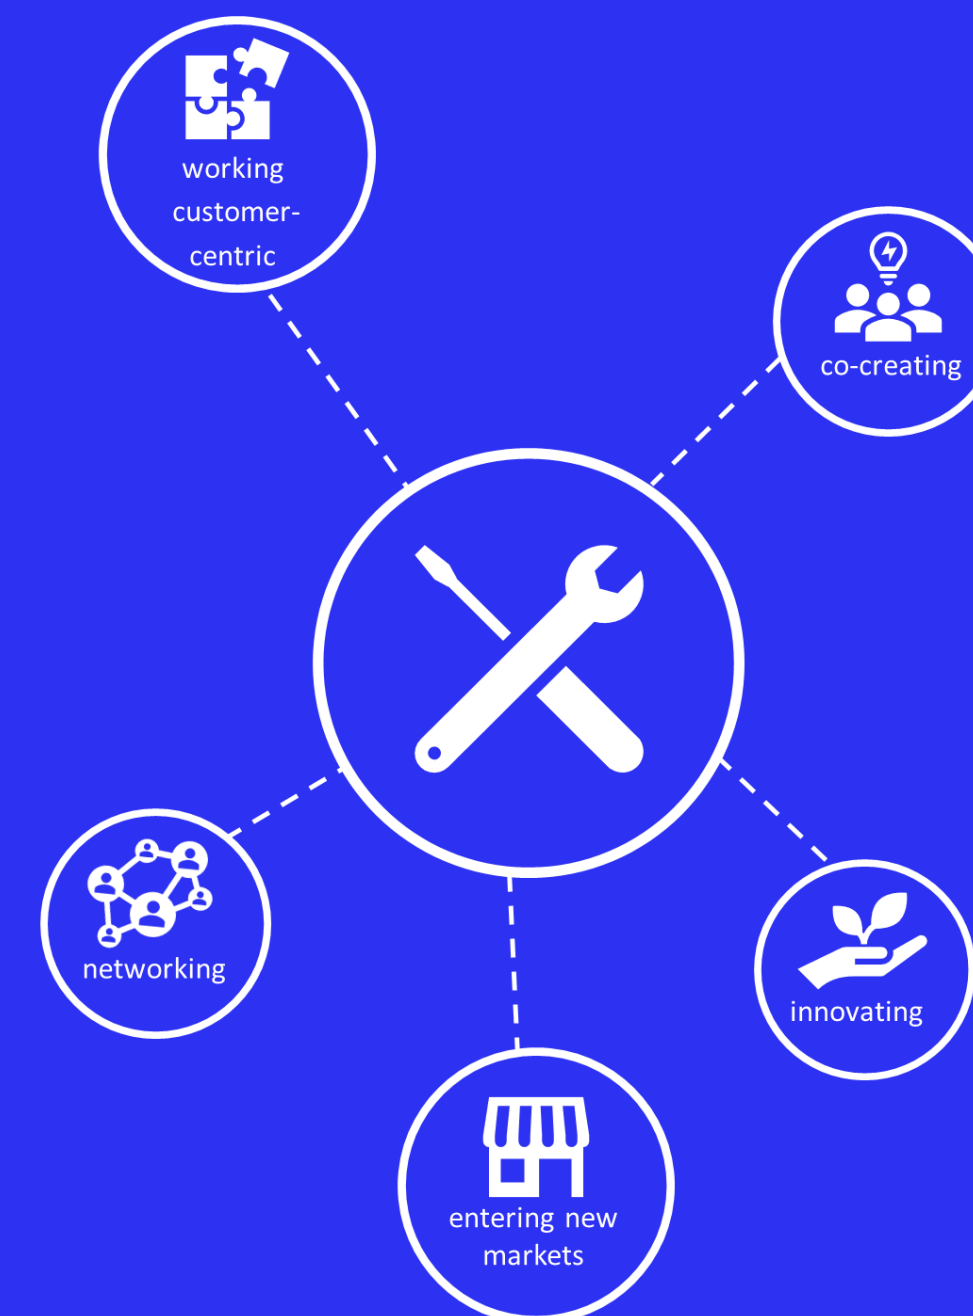 working
customer-
centric
co-creating
networking
innovating
entering new
markets